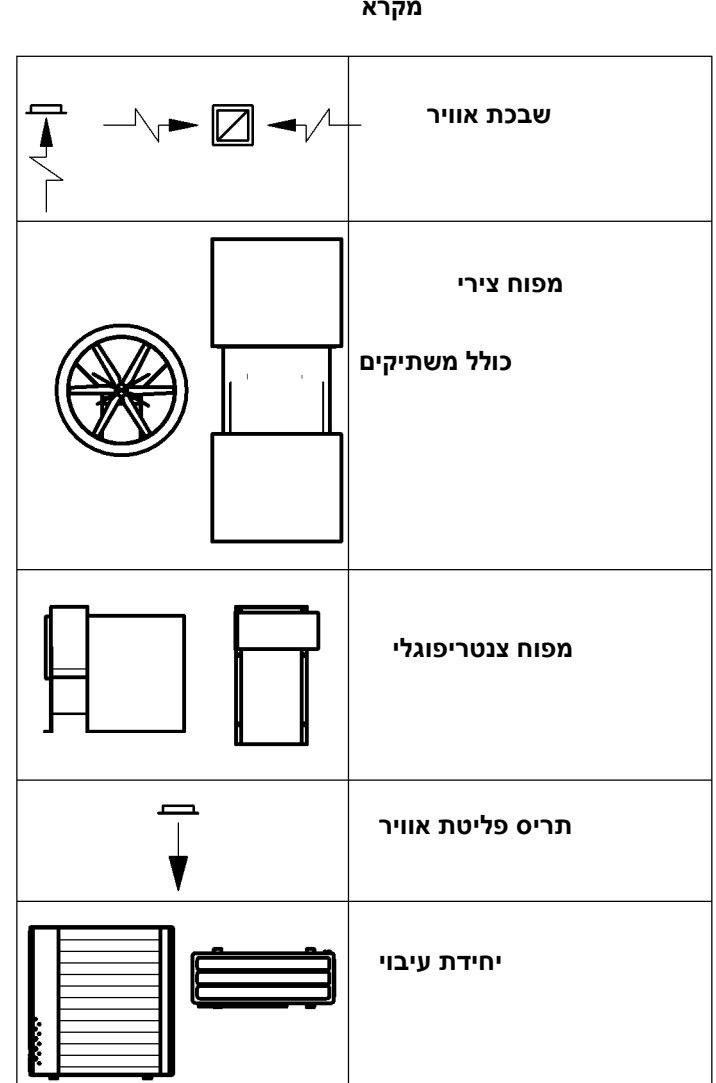 מקרא
שבכת אוויר
מפוח צירי
כולל משתיקים
מפוח צנטריפוגלי
תריס פליטת אוויר
יחידת עיבוי